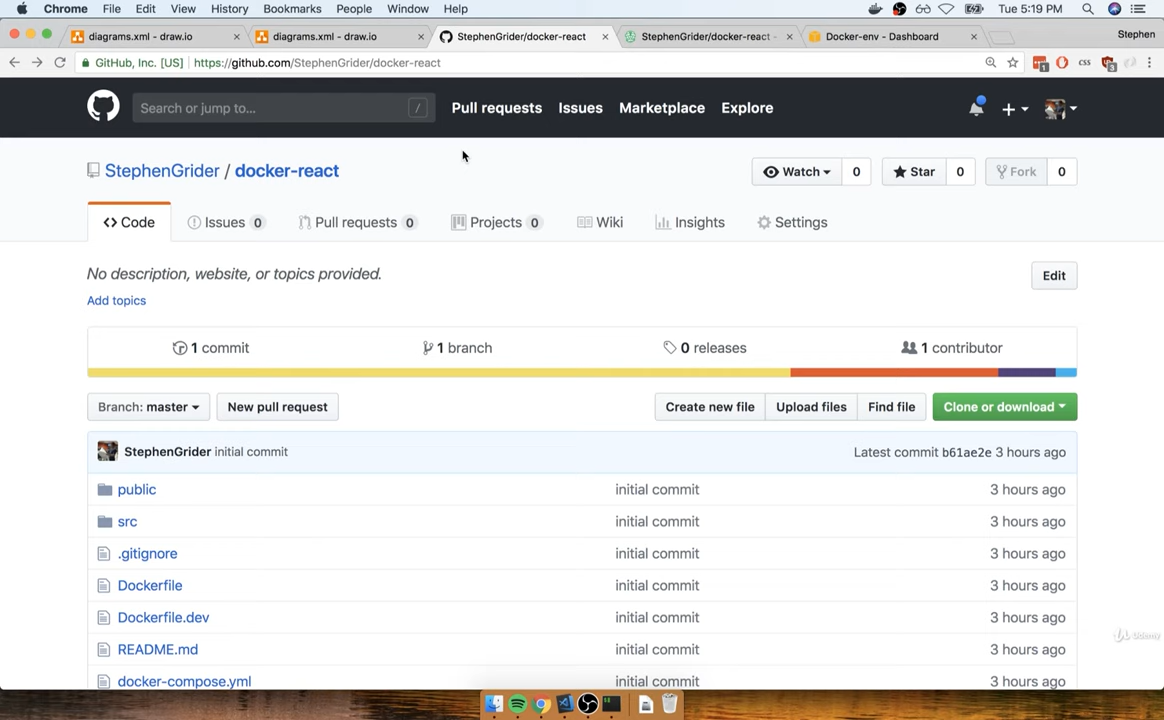 Chrome File Edit View History Bookmarks People Window Help Tue 5:19 PM
diagrams.xml - draw.io diagrams.xml - draw.io StephenGrider/docker-react StephenGrider/docker-react - Docker-env - Dashboard Stephen
GitHub, Inc. [US] https://github.com/StephenGrider/docker-react 1 css 3
Search or jump to... / Pull requests Issues Marketplace Explore
StephenGrider / docker-react Watch 0 Star 0 Fork 0
Code Issues 0 Pull requests 0 Projects 0 Wiki Insights Settings
No description, website, or topics provided. Edit
Add topics
1 commit 1 branch 0 releases 1 contributor
Branch: master New pull request Create new file Upload files Find file Clone or download
StephenGrider initial commit Latest commit b61ae2e 3 hours ago
public initial commit 3 hours ago
src initial commit 3 hours ago
.gitignore initial commit 3 hours ago
Dockerfile initial commit 3 hours ago
Dockerfile.dev initial commit 3 hours ago
Udemy
README.md initial commit 3 hours ago
docker-compose.yml initial commit 3 hours ago